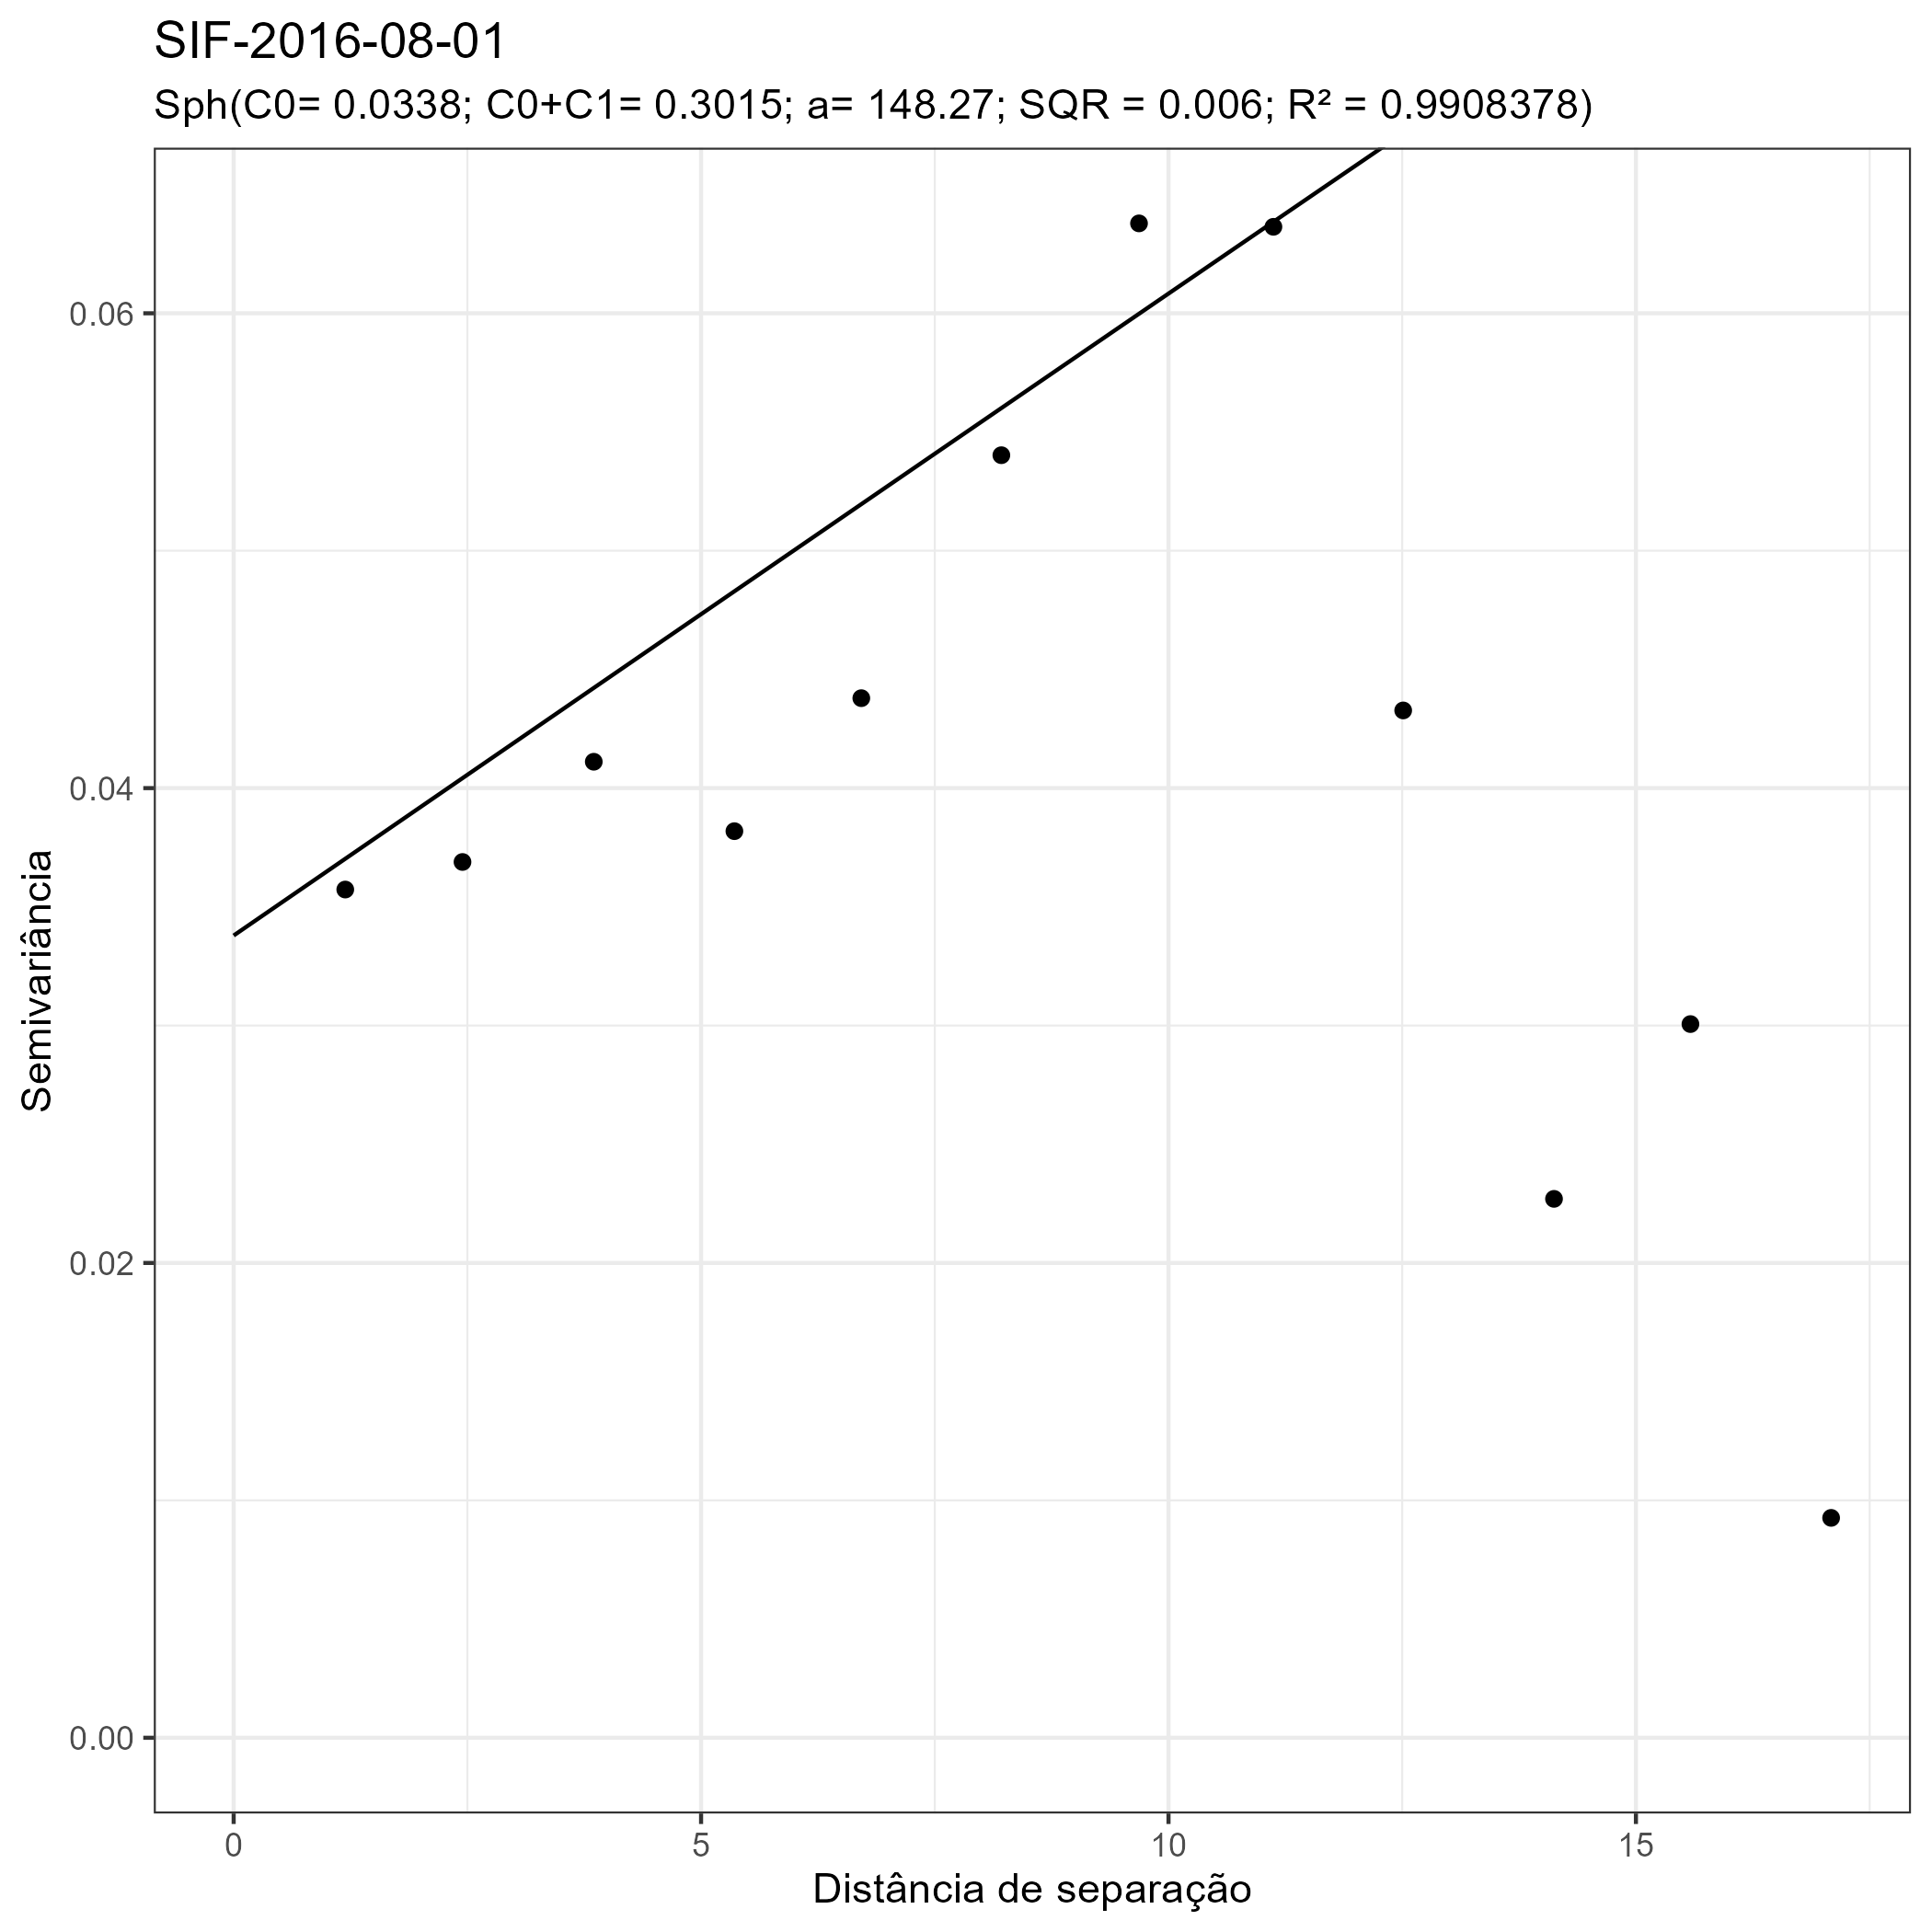 SIF-2016-08-01
Sph(C0= 0.0338; C0+C1= 0.3015; a= 148.27; SQR = 0.006; R² = 0.9908378)
0.06
0.04
0.02
0.00
Semivariância
0 5 10 15
Distância de separação